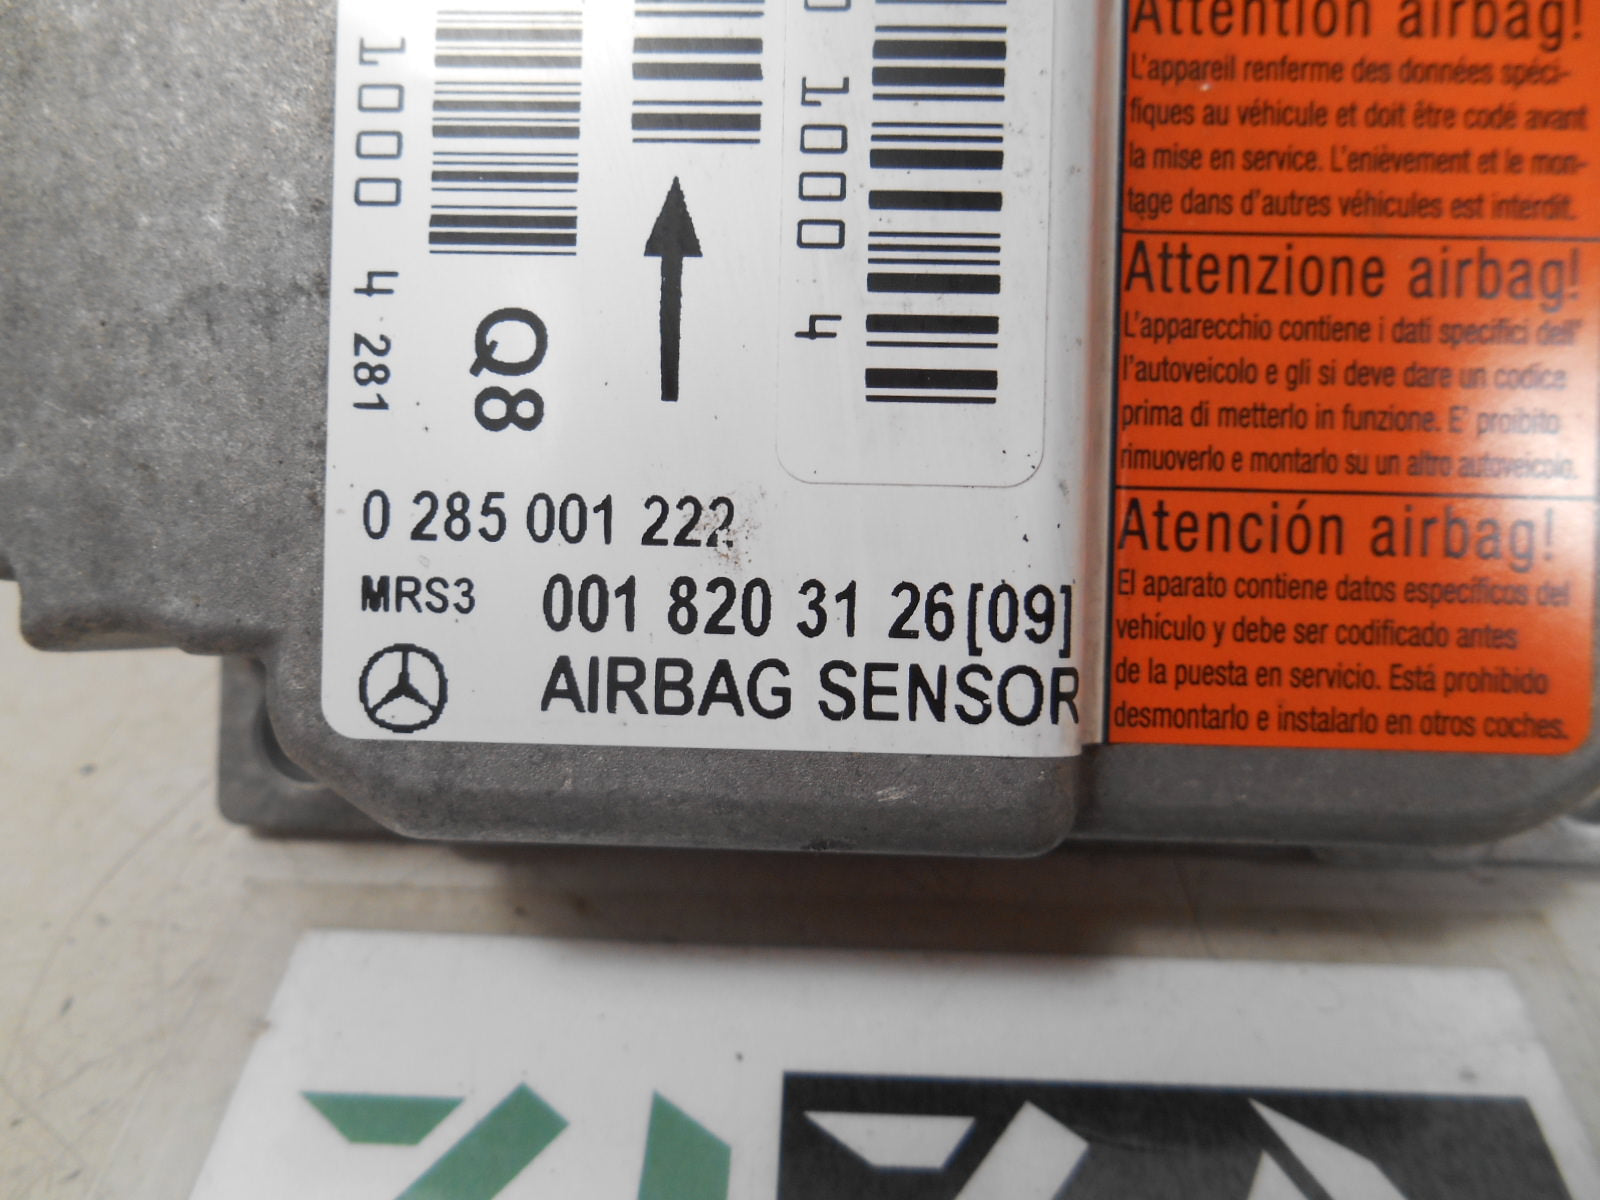 1000 4 281
Q8
1000 4
0 285 001 222
MRS3 001 820 31 26 [09]
AIRBAG SENSOR
Attention airbag!
L'appareil renferme des données spéci-
fiques au véhicule et doit être codé avant
la mise en service. L'enièvement et le mon-
tage dans d'autres véhicules est interdit.
Attenzione airbag!
L'apparecchio contiene i dati specifici dell'
l'autoveicolo e gli si deve dare un codice
prima di metterlo in funzione. E' proibito
rimuoverlo e montarlo su un altro autoveicolo.
Atención airbag!
El aparato contiene datos específicos del
vehículo y debe ser codificado antes
de la puesta en servicio. Está prohibido
desmontarlo e instalarlo en otros coches.